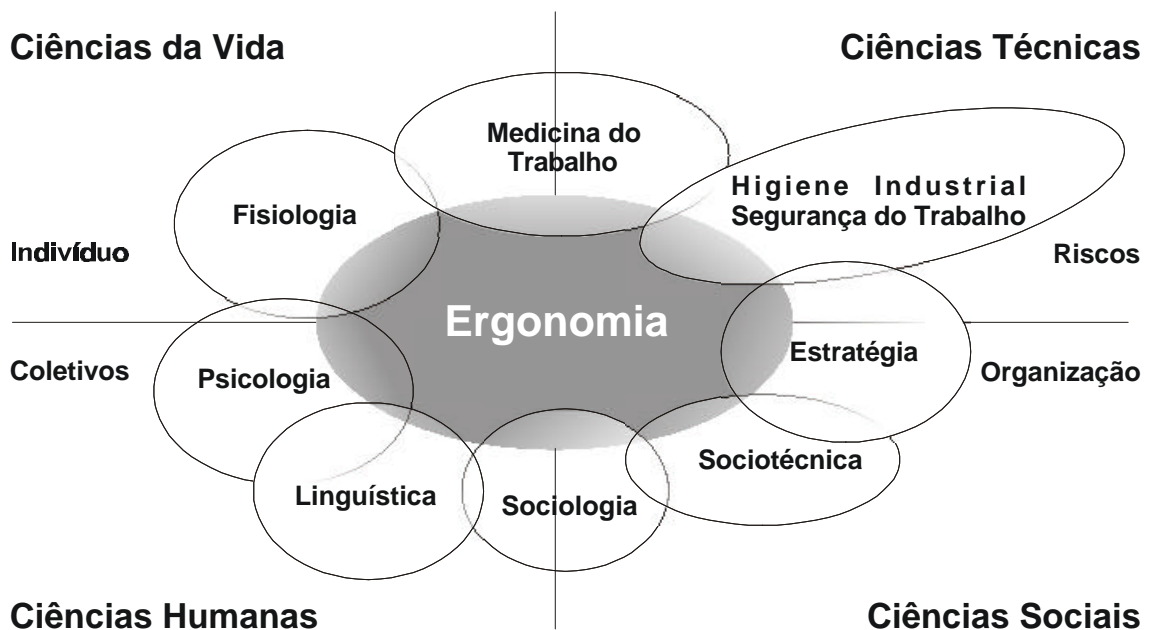 Ciências da Vida
Ciências Técnicas
Medicina do
Trabalho
Higiene Industrial
Segurança do Trabalho
Fisiologia
Indivíduo
Riscos
Ergonomia
Estratégia
Coletivos
Psicologia
Organização
Sociotécnica
Linguística
Sociologia
Ciências Humanas
Ciências Sociais